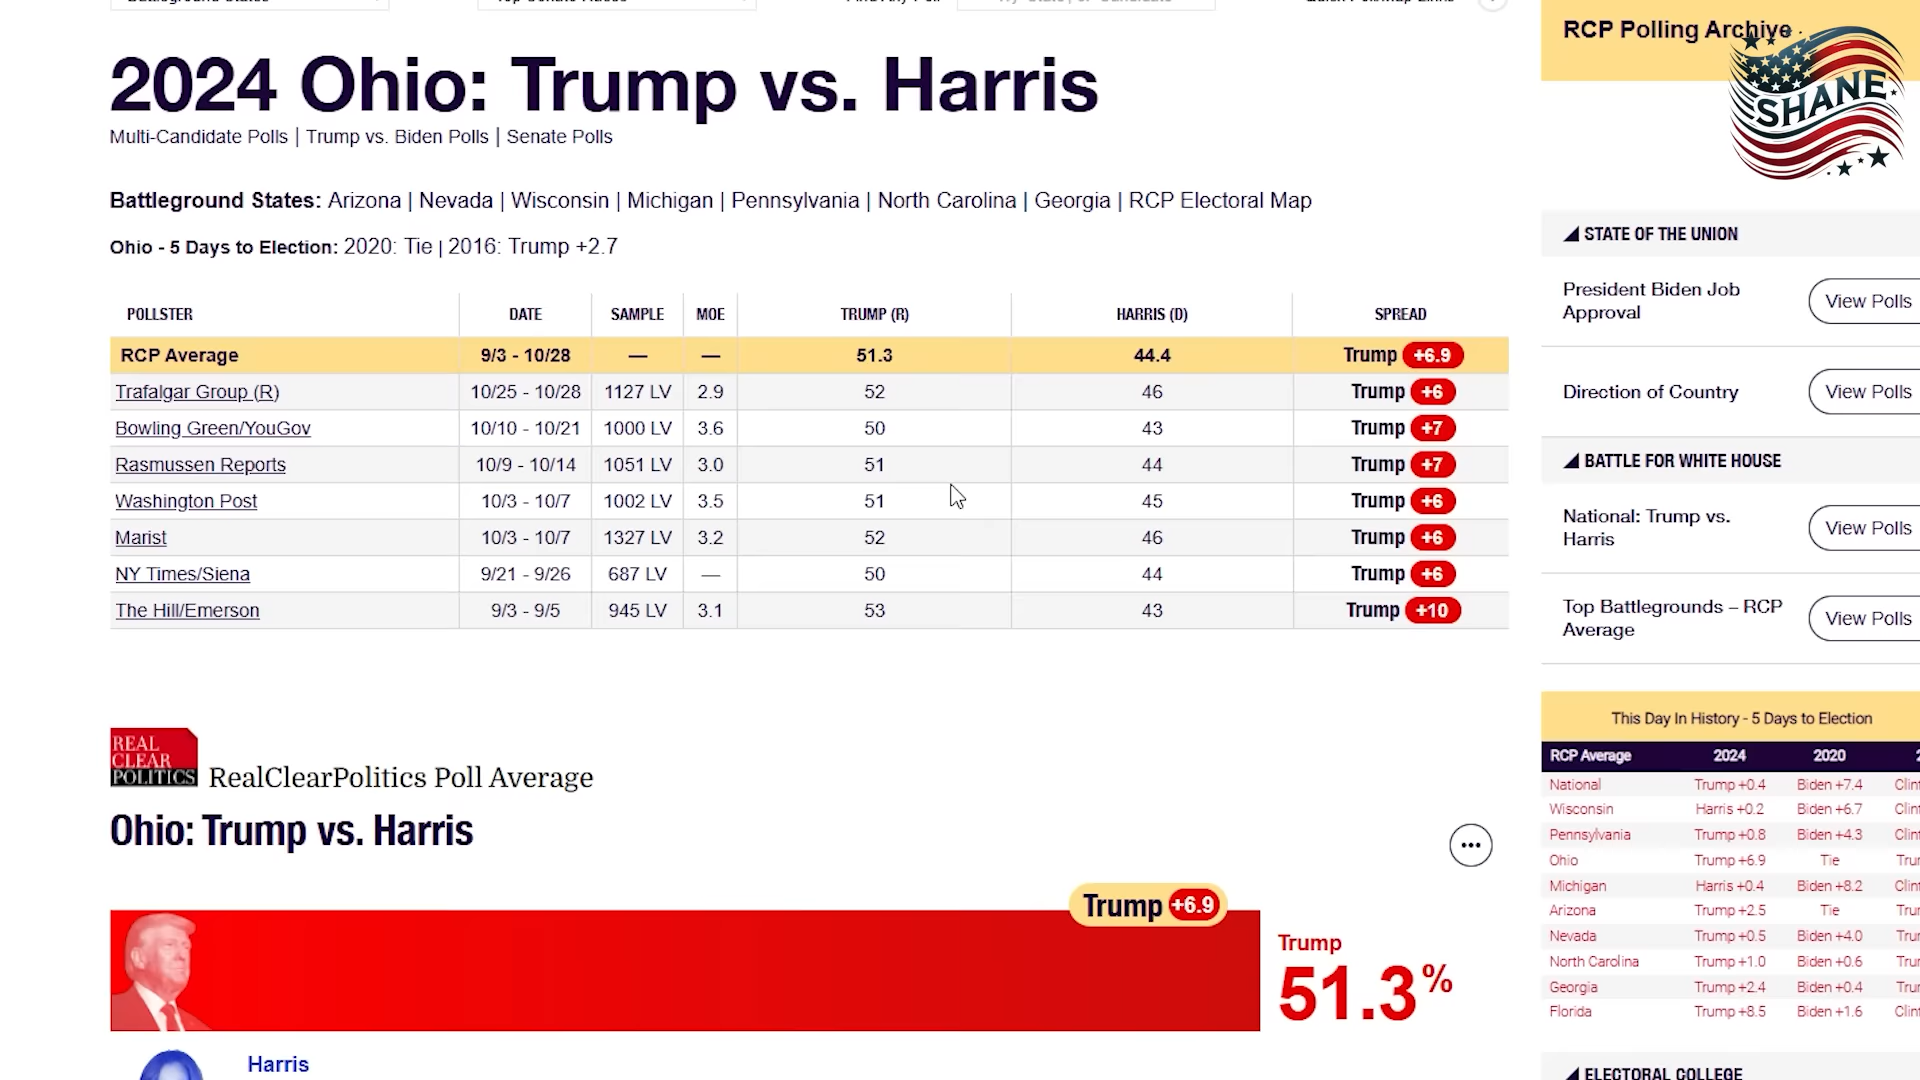 RCP Polling Archive
SHANE
2024 Ohio: Trump vs. Harris
Multi-Candidate Polls | Trump vs. Biden Polls | Senate Polls
Battleground States: Arizona | Nevada | Wisconsin | Michigan | Pennsylvania | North Carolina | Georgia | RCP Electoral Map
Ohio - 5 Days to Election: 2020: Tie | 2016: Trump +2.7
POLLSTER DATE SAMPLE MOE TRUMP (R) HARRIS (D) SPREAD
RCP Average 9/3 - 10/28 — — 51.3 44.4 Trump +6.9
Trafalgar Group (R) 10/25 - 10/28 1127 LV 2.9 52 46 Trump +6
Bowling Green/YouGov 10/10 - 10/21 1000 LV 3.6 50 43 Trump +7
Rasmussen Reports 10/9 - 10/14 1051 LV 3.0 51 44 Trump +7
Washington Post 10/3 - 10/7 1002 LV 3.5 51 45 Trump +6
Marist 10/3 - 10/7 1327 LV 3.2 52 46 Trump +6
NY Times/Siena 9/21 - 9/26 687 LV — 50 44 Trump +6
The Hill/Emerson 9/3 - 9/5 945 LV 3.1 53 43 Trump +10
REAL
CLEAR
POLITICS
RealClearPolitics Poll Average
Ohio: Trump vs. Harris
Trump +6.9
Trump
51.3%
Harris
STATE OF THE UNION
President Biden Job
Approval
View Polls
Direction of Country
View Polls
BATTLE FOR WHITE HOUSE
National: Trump vs.
Harris
View Polls
Top Battlegrounds – RCP
Average
View Polls
This Day In History - 5 Days to Election
RCP Average 2024 2020
National Trump +0.4 Biden +7.4
Wisconsin Harris +0.2 Biden +6.7
Pennsylvania Trump +0.8 Biden +4.3
Ohio Trump +6.9 Tie
Michigan Harris +0.4 Biden +8.2
Arizona Trump +2.5 Tie
Nevada Trump +0.5 Biden +4.0
North Carolina Trump +1.0 Biden +0.6
Georgia Trump +2.4 Biden +0.4
Florida Trump +8.5 Biden +1.6
ELECTORAL COLLEGE